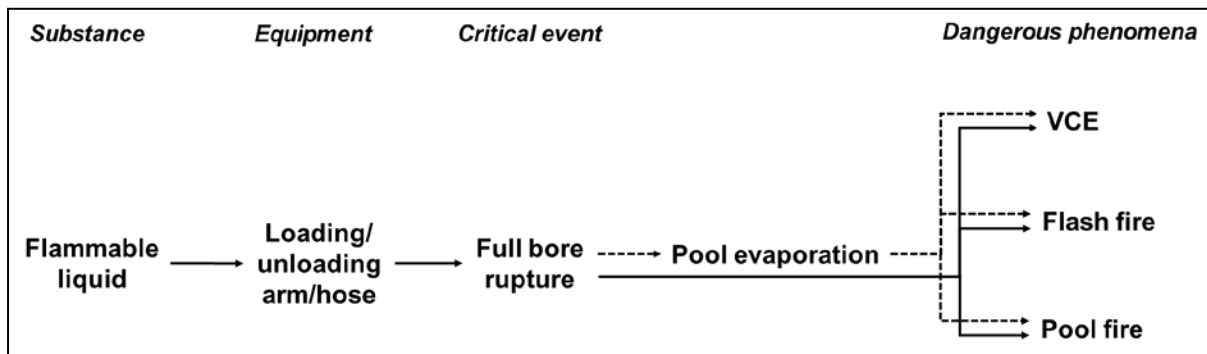 Substance Equipment Critical event Dangerous phenomena
VCE
Flash fire
Flammable
liquid
Loading/
unloading
arm/hose
Full bore
rupture
Pool evaporation
Pool fire